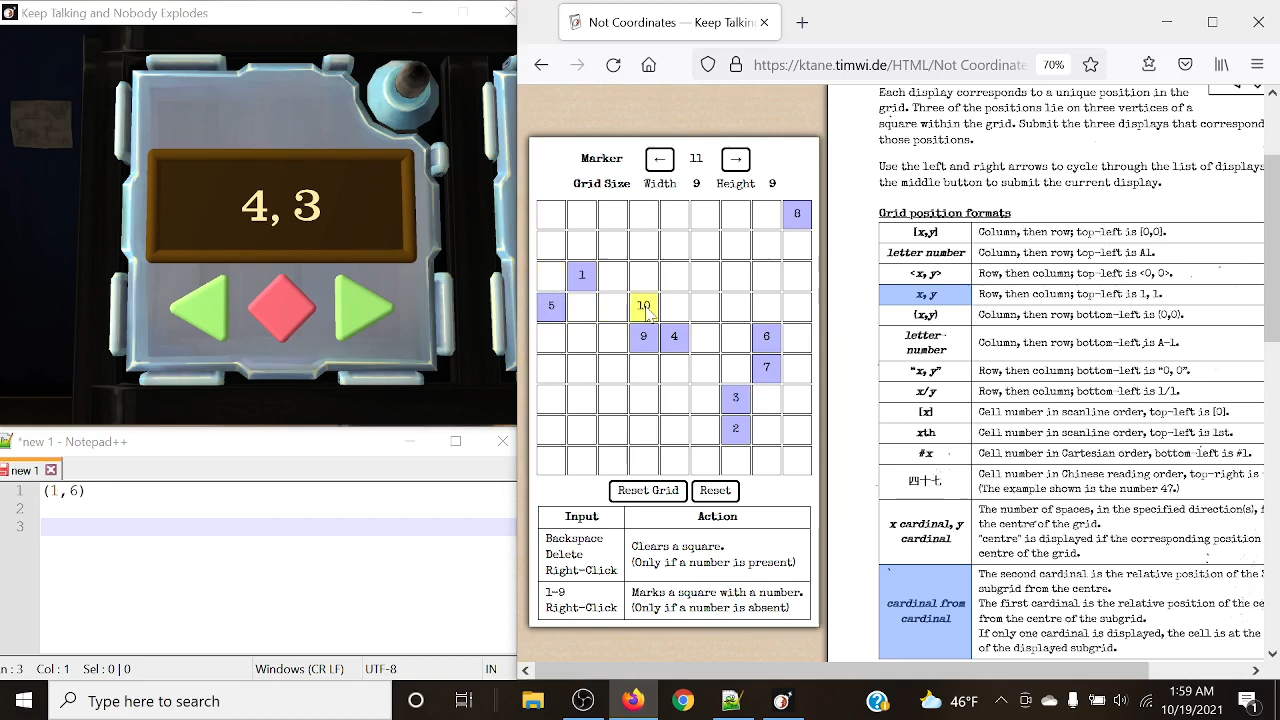 Keep Talking and Nobody Explodes
4, 3
*new 1 - Notepad++
new 1
1 (1,6)
2
3
Ln : 3 Col : 1 Sel : 0 | 0 Windows (CR LF) UTF-8 IN
Not Coordinates — Keep Talkin
https://ktane.timwi.de/HTML/Not Coordinate
70%
Marker ← 11 →
Grid Size Width 9 Height 9
8
1
5 10
9 4 6
7
3
2
Reset Grid Reset
Input Action
Backspace
Delete
Right-Click
Clears a square.
(Only if a number is present)
1-9
Right-Click
Marks a square with a number.
(Only if a number is absent)
Each display corresponds to a unique position in the
grid. Three of the positions lie on three vertices of a
square within the grid. Submit the three displays that correspond
those positions.
Use the left and right arrows to cycle through the list of displays
the middle button to submit the current display.
Grid position formats
[x,y] Column, then row; top-left is [0,0].
letter number Column, then row; top-left is A1.
<x, y> Row, then column; top-left is <0, 0>.
x, y Row, then column; top-left is 1, 1.
(x,y) Column, then row; bottom-left is (0,0).
letter
number
Column, then row; bottom-left is A-1.
“x, y” Row, then column; bottom-left is “0, 0”.
x/y Row, then column; bottom-left is 1/1.
[x] Cell number in scanline order, top-left is [0].
xth Cell number in scanline order, top-left is 1st.
#x Cell number in Cartesian order, bottom-left is #1.
四十七
Cell number in Chinese reading order, top-right is
(The example shown is the number 47.)
x cardinal, y
cardinal
The number of spaces, in the specified direction(s), f
the centre of the grid.
“centre” is displayed if the corresponding position
centre of the grid.
cardinal from
cardinal
The second cardinal is the relative position of the 3
subgrid from the centre.
The first cardinal is the relative position of the ce
from the centre of the subgrid.
If only one cardinal is displayed, the cell is at the
of the displayed subgrid.
Type here to search
46°F
1:59 AM
10/19/2021
1